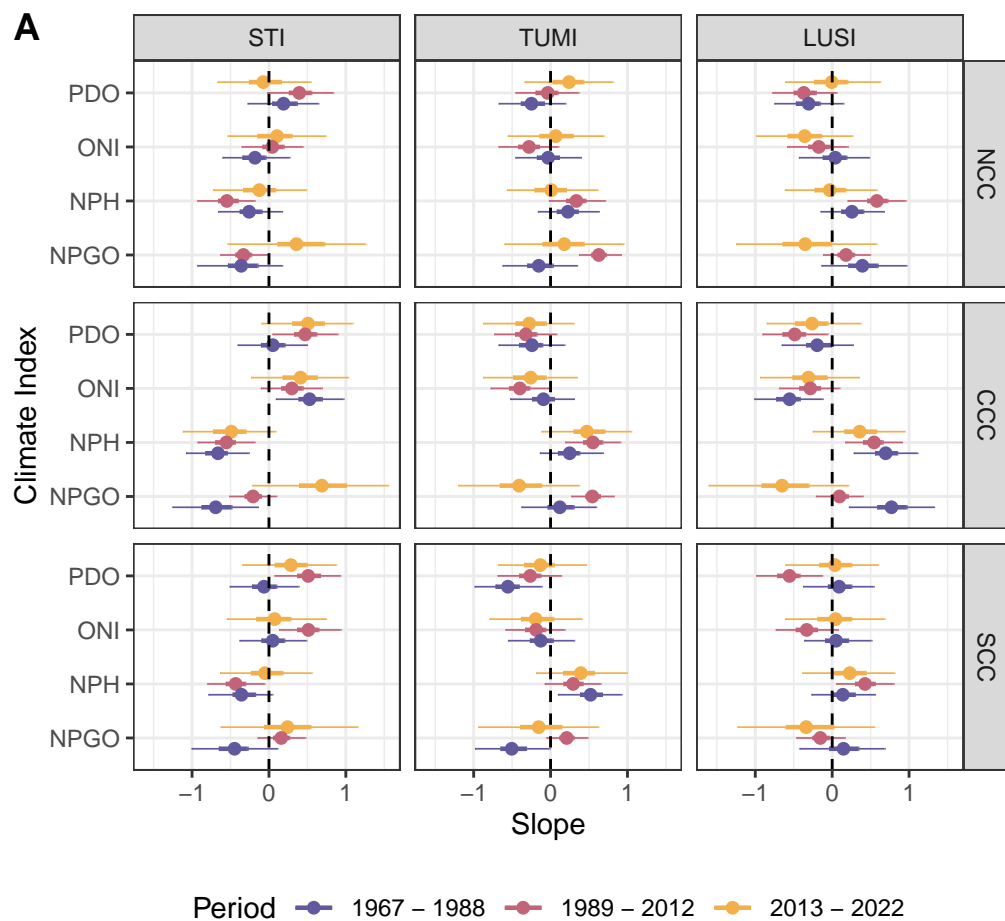 A
STI TUMI LUSI
PDO
ONI
NPH
NPGO
NCC
PDO
ONI
NPH
NPGO
CCC
PDO
ONI
NPH
NPGO
SCC
Climate Index
−1 0 1 −1 0 1 −1 0 1
Slope
Period 1967 − 1988 1989 − 2012 2013 − 2022